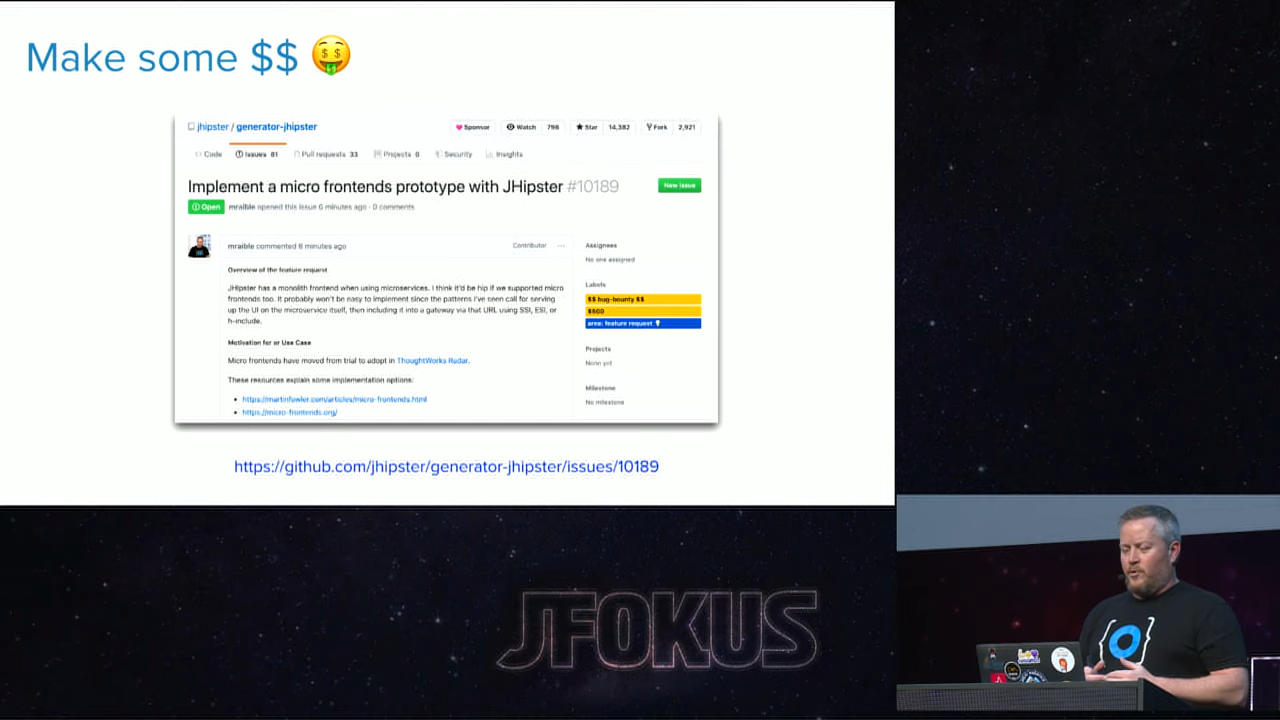 Make some $$ 🤑
jhipster / generator-jhipster
Sponsor Watch 798 Star 14,382 Fork 2,921
Code Issues 81 Pull requests 33 Projects 6 Security Insights
Implement a micro frontends prototype with JHipster #10189
New issue
Open mraible opened this issue 6 minutes ago · 0 comments
mraible commented 6 minutes ago Contributor ...
Overview of the feature request
JHipster has a monolith frontend when using microservices. I think it'd be hip if we supported micro
frontends too. It probably won't be easy to implement since the patterns I've seen call for serving
up the UI on the microservice itself, then including it into a gateway via that URL using SSI, ESI, or
h-include.
Motivation for or Use Case
Micro frontends have moved from trial to adopt in ThoughtWorks Radar.
These resources explain some implementation options:
• https://martinfowler.com/articles/micro-frontends.html
• https://micro-frontends.org/
Assignees
No one assigned
Labels
$$ bug-bounty $$
$500
area: feature request
Projects
None yet
Milestone
No milestone
https://github.com/jhipster/generator-jhipster/issues/10189
JFOKUS